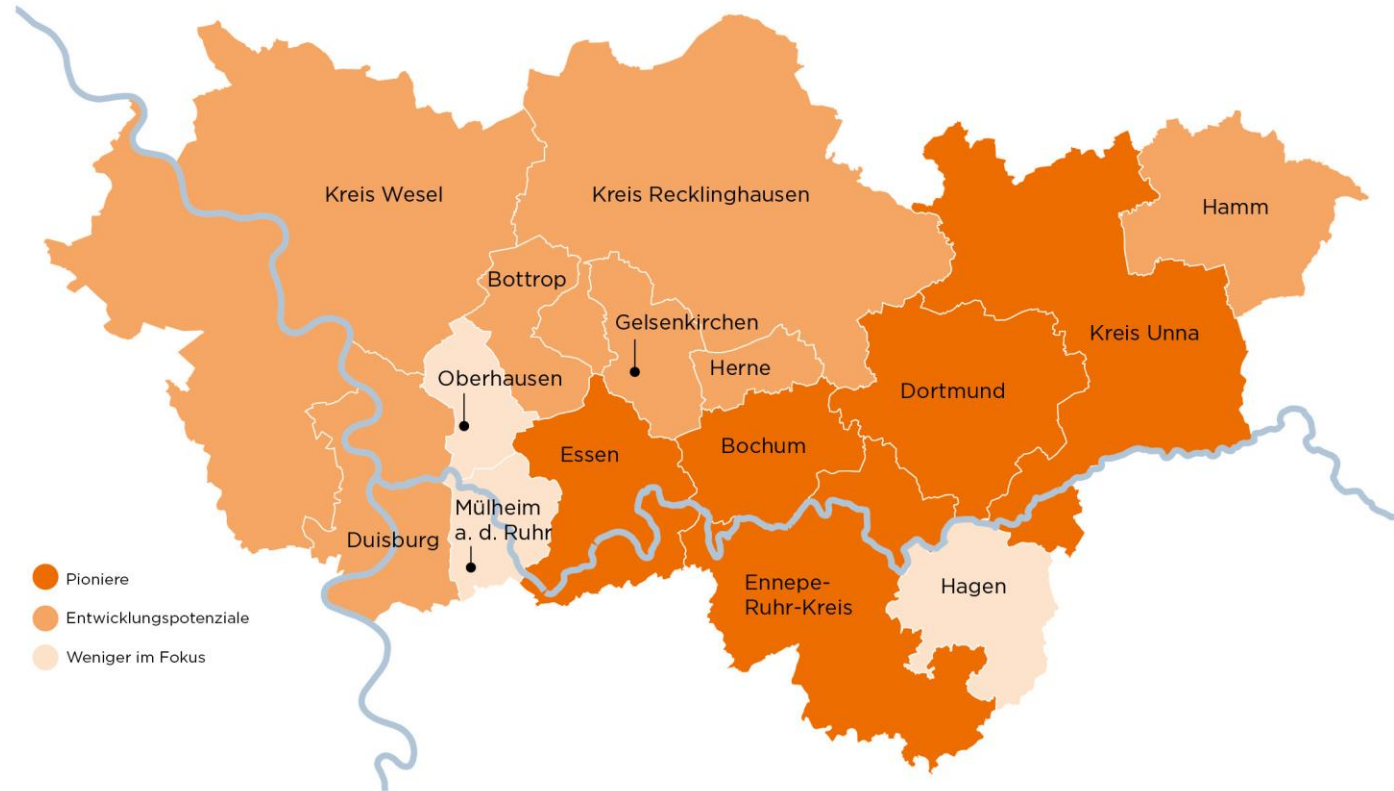 Kreis Wesel
Kreis Recklinghausen
Hamm
Bottrop
Gelsenkirchen
Kreis Unna
Herne
Oberhausen
Dortmund
Essen
Bochum
Mülheim
a. d. Ruhr
Duisburg
Ennepe-
Ruhr-Kreis
Hagen
Pioniere
Entwicklungspotenziale
Weniger im Fokus